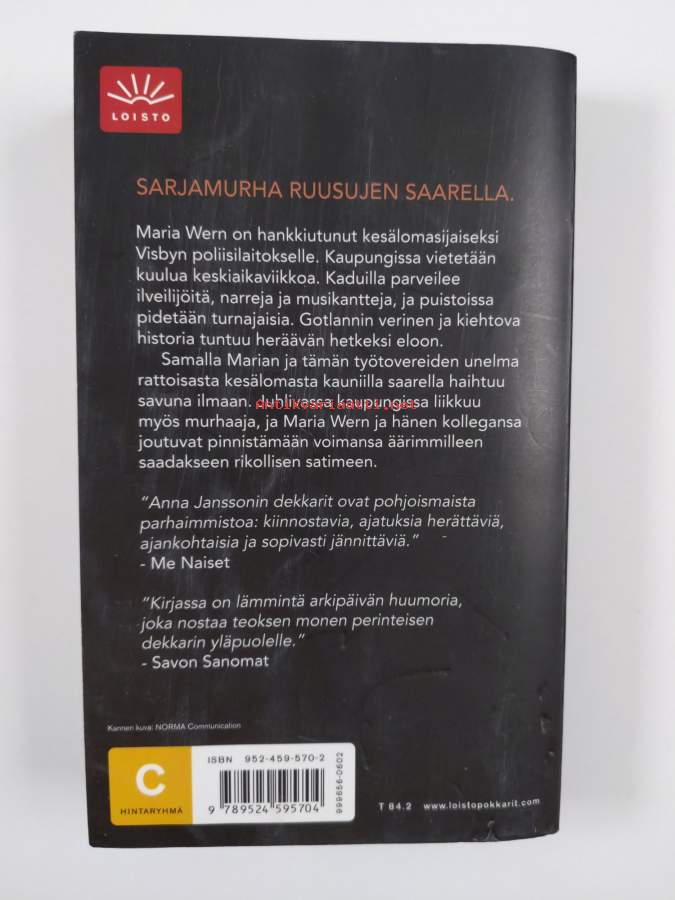 LOISTO
SARJAMURHA RUUSUJEN SAARELLA.
Maria Wern on hankkiutunut kesälomasijaiseksi
Visbyn poliisilaitokselle. Kaupungissa vietetään
kuulua keskiaikaviikkoa. Kaduilla parveilee
ilveilijöitä, narreja ja musikantteja, ja puistoissa
pidetään turnajaisia. Gotlannin verinen ja kiehtova
historia tuntuu heräävän hetkeksi eloon.
Samalla Marian ja tämän työtovereiden unelma
rattoisasta kesälomasta kauniilla saarella haihtuu
savuna ilmaan. Juhlivassa kaupungissa liikkuu
Antikvariaatti.net
myös murhaaja, ja Maria Wern ja hänen kollegansa
joutuvat pinnistämään voimansa äärimmilleen
saadakseen rikollisen satimeen.
"Anna Janssonin dekkarit ovat pohjoismaista
parhaimmistoa: kiinnostavia, ajatuksia herättäviä,
ajankohtaisia ja sopivasti jännittäviä."
- Me Naiset
"Kirjassa on lämmintä arkipäivän huumoria,
joka nostaa teoksen monen perinteisen
dekkarin yläpuolelle."
- Savon Sanomat
Kannen kuva: NORMA Communication
C
HINTARYHMÄ
ISBN 952-459-570-2
9 789524 595704
999656-0602
T 84.2 www.loistopokkarit.com